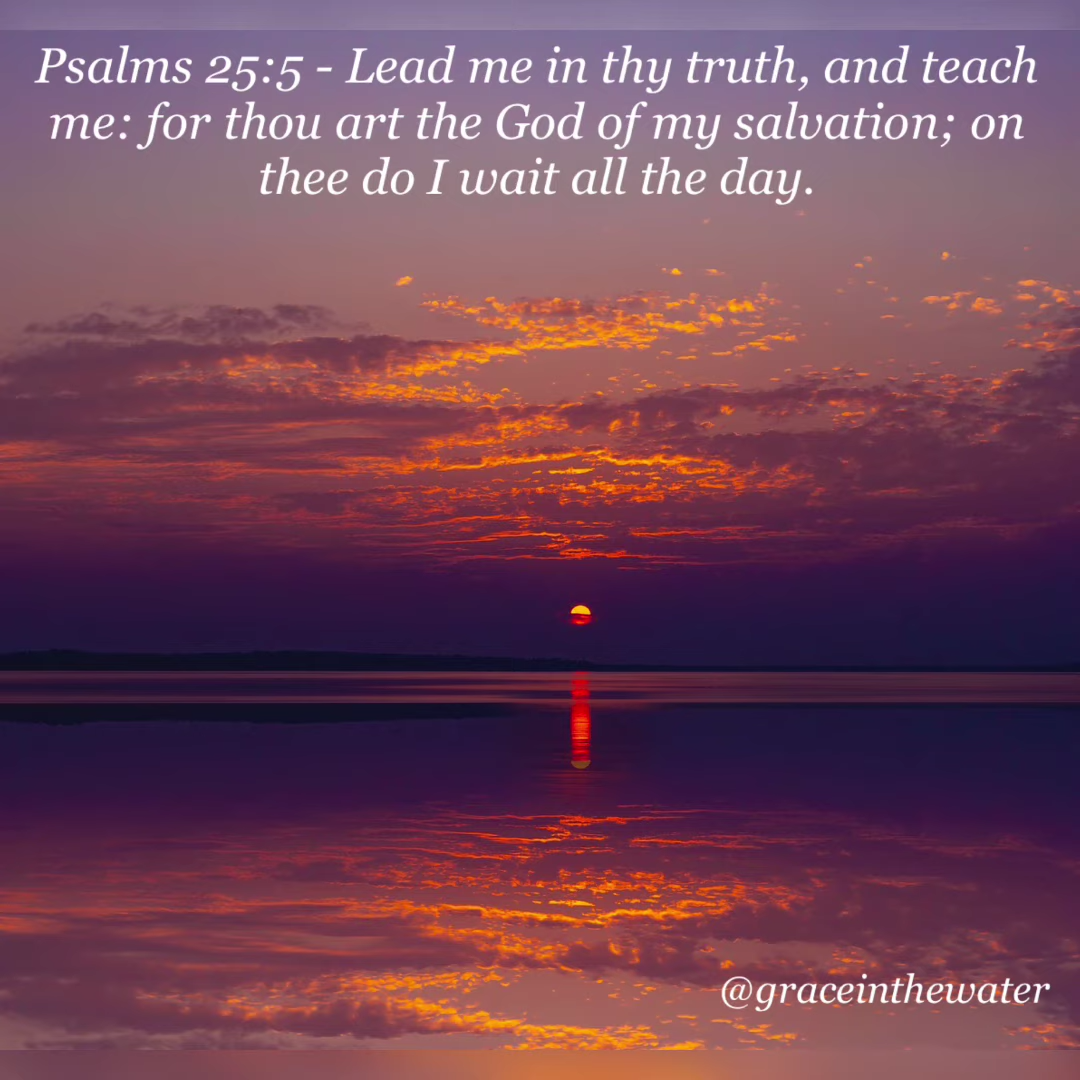 Psalms 25:5 - Lead me in thy truth, and teach
me: for thou art the God of my salvation; on
thee do I wait all the day.
@graceinthewater